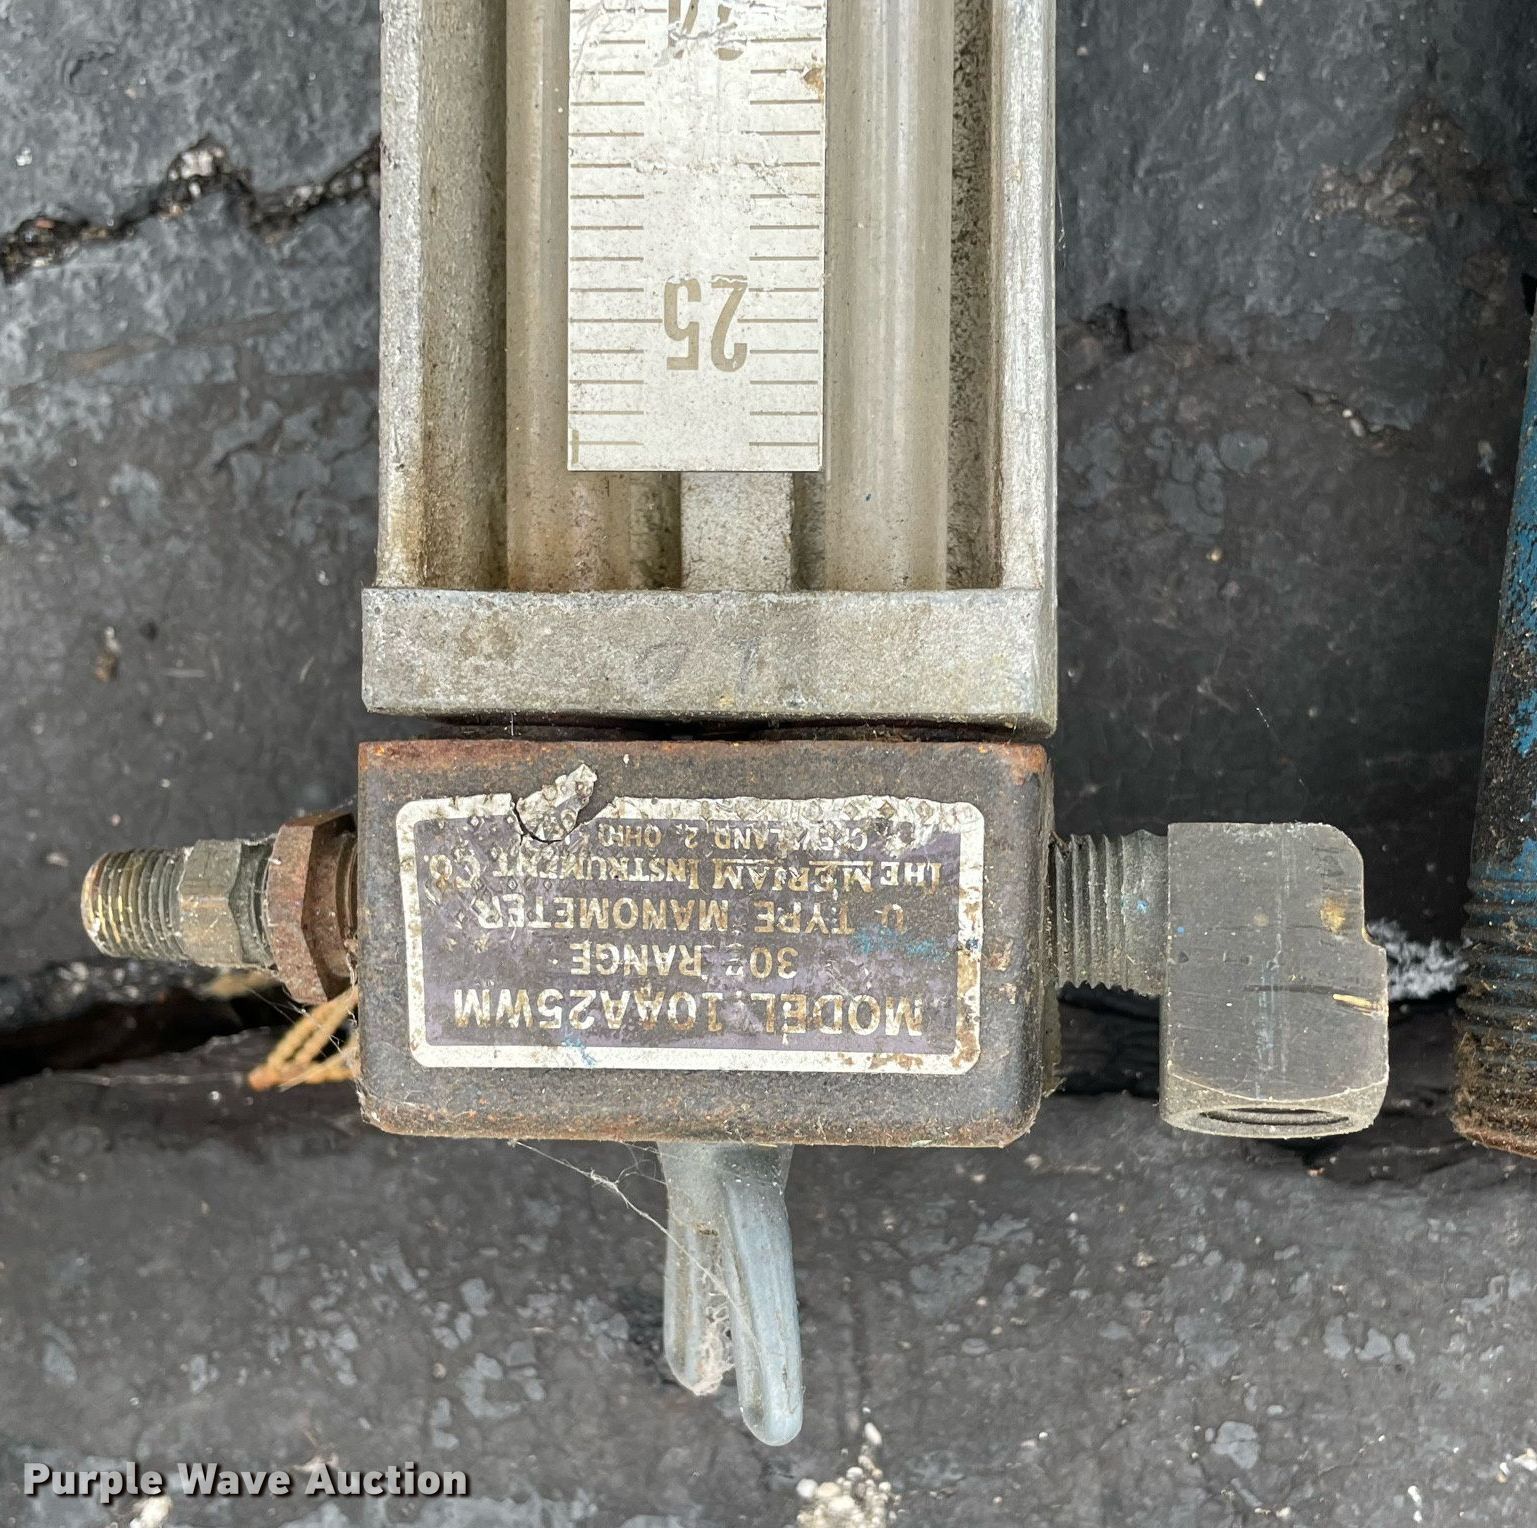 25
MODEL 10AA25WM
30" RANGE
U-TYPE MANOMETER
THE MERIAM INSTRUMENT CO.
CLEVELAND 2, OHIO
Purple Wave Auction